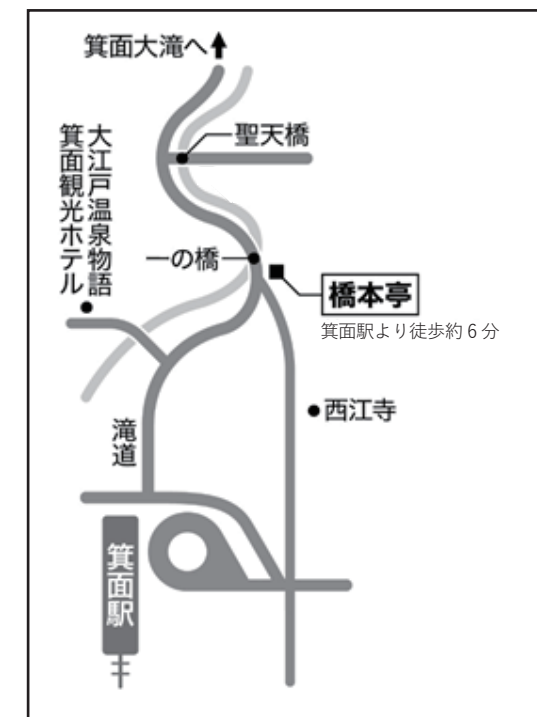 箕面大滝へ
聖天橋
大江戸温泉物語
箕面観光ホテル
一の橋
橋本亭
箕面駅より徒歩約6分
西江寺
滝道
箕面駅